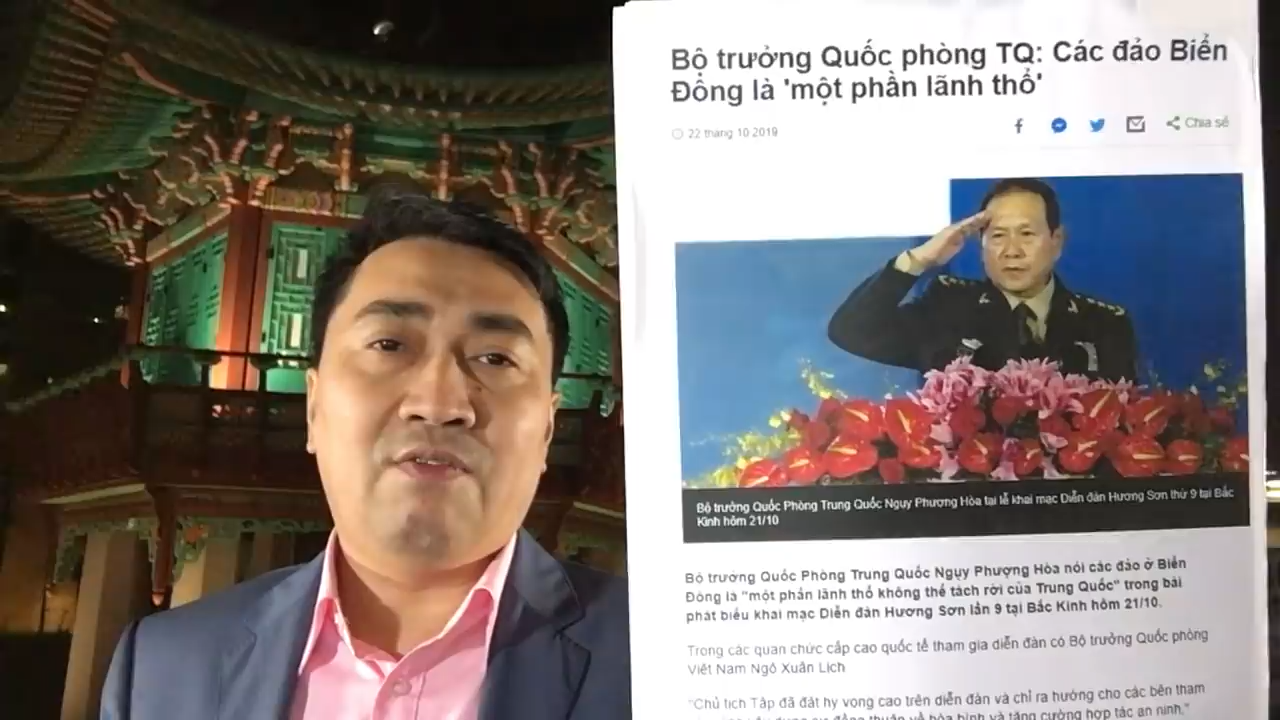 Bộ trưởng Quốc phòng TQ: Các đảo Biển
Đông là 'một phần lãnh thổ'
22 tháng 10 2019
Chia sẻ
Bộ trưởng Quốc Phòng Trung Quốc Ngụy Phượng Hòa tại lễ khai mạc Diễn đàn Hương Sơn thứ 9 tại Bắc
Kinh hôm 21/10
Bộ trưởng Quốc Phòng Trung Quốc Ngụy Phượng Hòa nói các đảo ở Biển
Đông là "một phần lãnh thổ không thể tách rời của Trung Quốc" trong bài
phát biểu khai mạc Diễn đàn Hương Sơn lần 9 tại Bắc Kinh hôm 21/10.
Trong các quan chức cấp cao quốc tế tham gia diễn đàn có Bộ trưởng Quốc phòng
Việt Nam Ngô Xuân Lịch
"Chủ tịch Tập đã đặt hy vọng cao trên diễn đàn và chỉ ra hướng cho các bên tham
đồng thuận về hòa bình và tăng cường hợp tác an ninh."